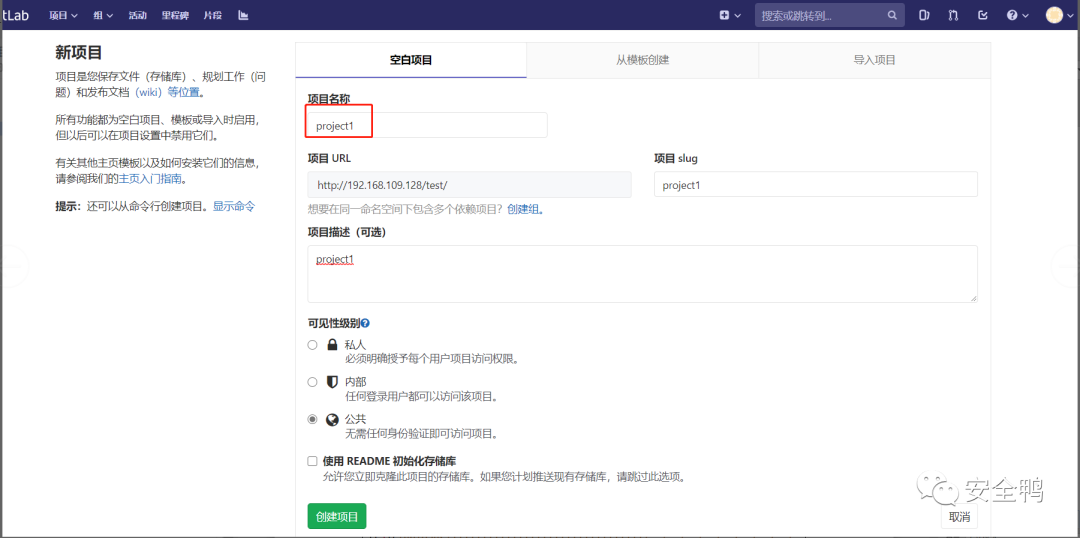 tLab 项目 组 活动 里程碑 片段 搜索或跳转到...
新项目
项目是您保存文件（存储库）、规划工作（问
题）和发布文档（wiki）等位置。
所有功能都为空白项目、模板或导入时启用，
但以后可以在项目设置中禁用它们。
有关其他主页模板以及如何安装它们的信息，
请参阅我们的主页入门指南。
提示：还可以从命令行创建项目。显示命令
空白项目 从模板创建 导入项目
项目名称
project1
项目 URL 项目 slug
http://192.168.109.128/test/ project1
想要在同一命名空间下包含多个依赖项目？创建组。
项目描述（可选）
project1
可见性级别
私人
必须明确授予每个用户项目访问权限。
内部
任何登录用户都可以访问该项目。
公共
无需任何身份验证即可访问项目。
使用 README 初始化存储库
允许您立即克隆此项目的存储库。如果您计划推送现有存储库，请跳过此选项。
安全鸭
创建项目 取消